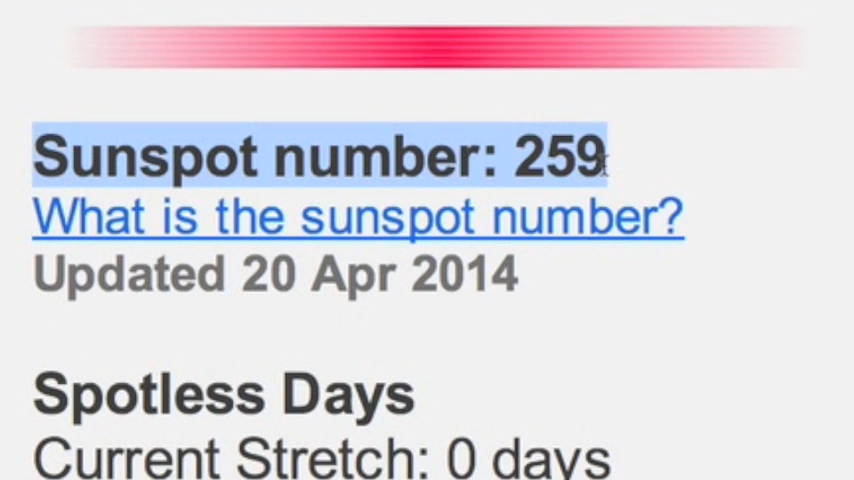 Sunspot number: 259
What is the sunspot number?
Updated 20 Apr 2014
Spotless Days
Current Stretch: 0 days